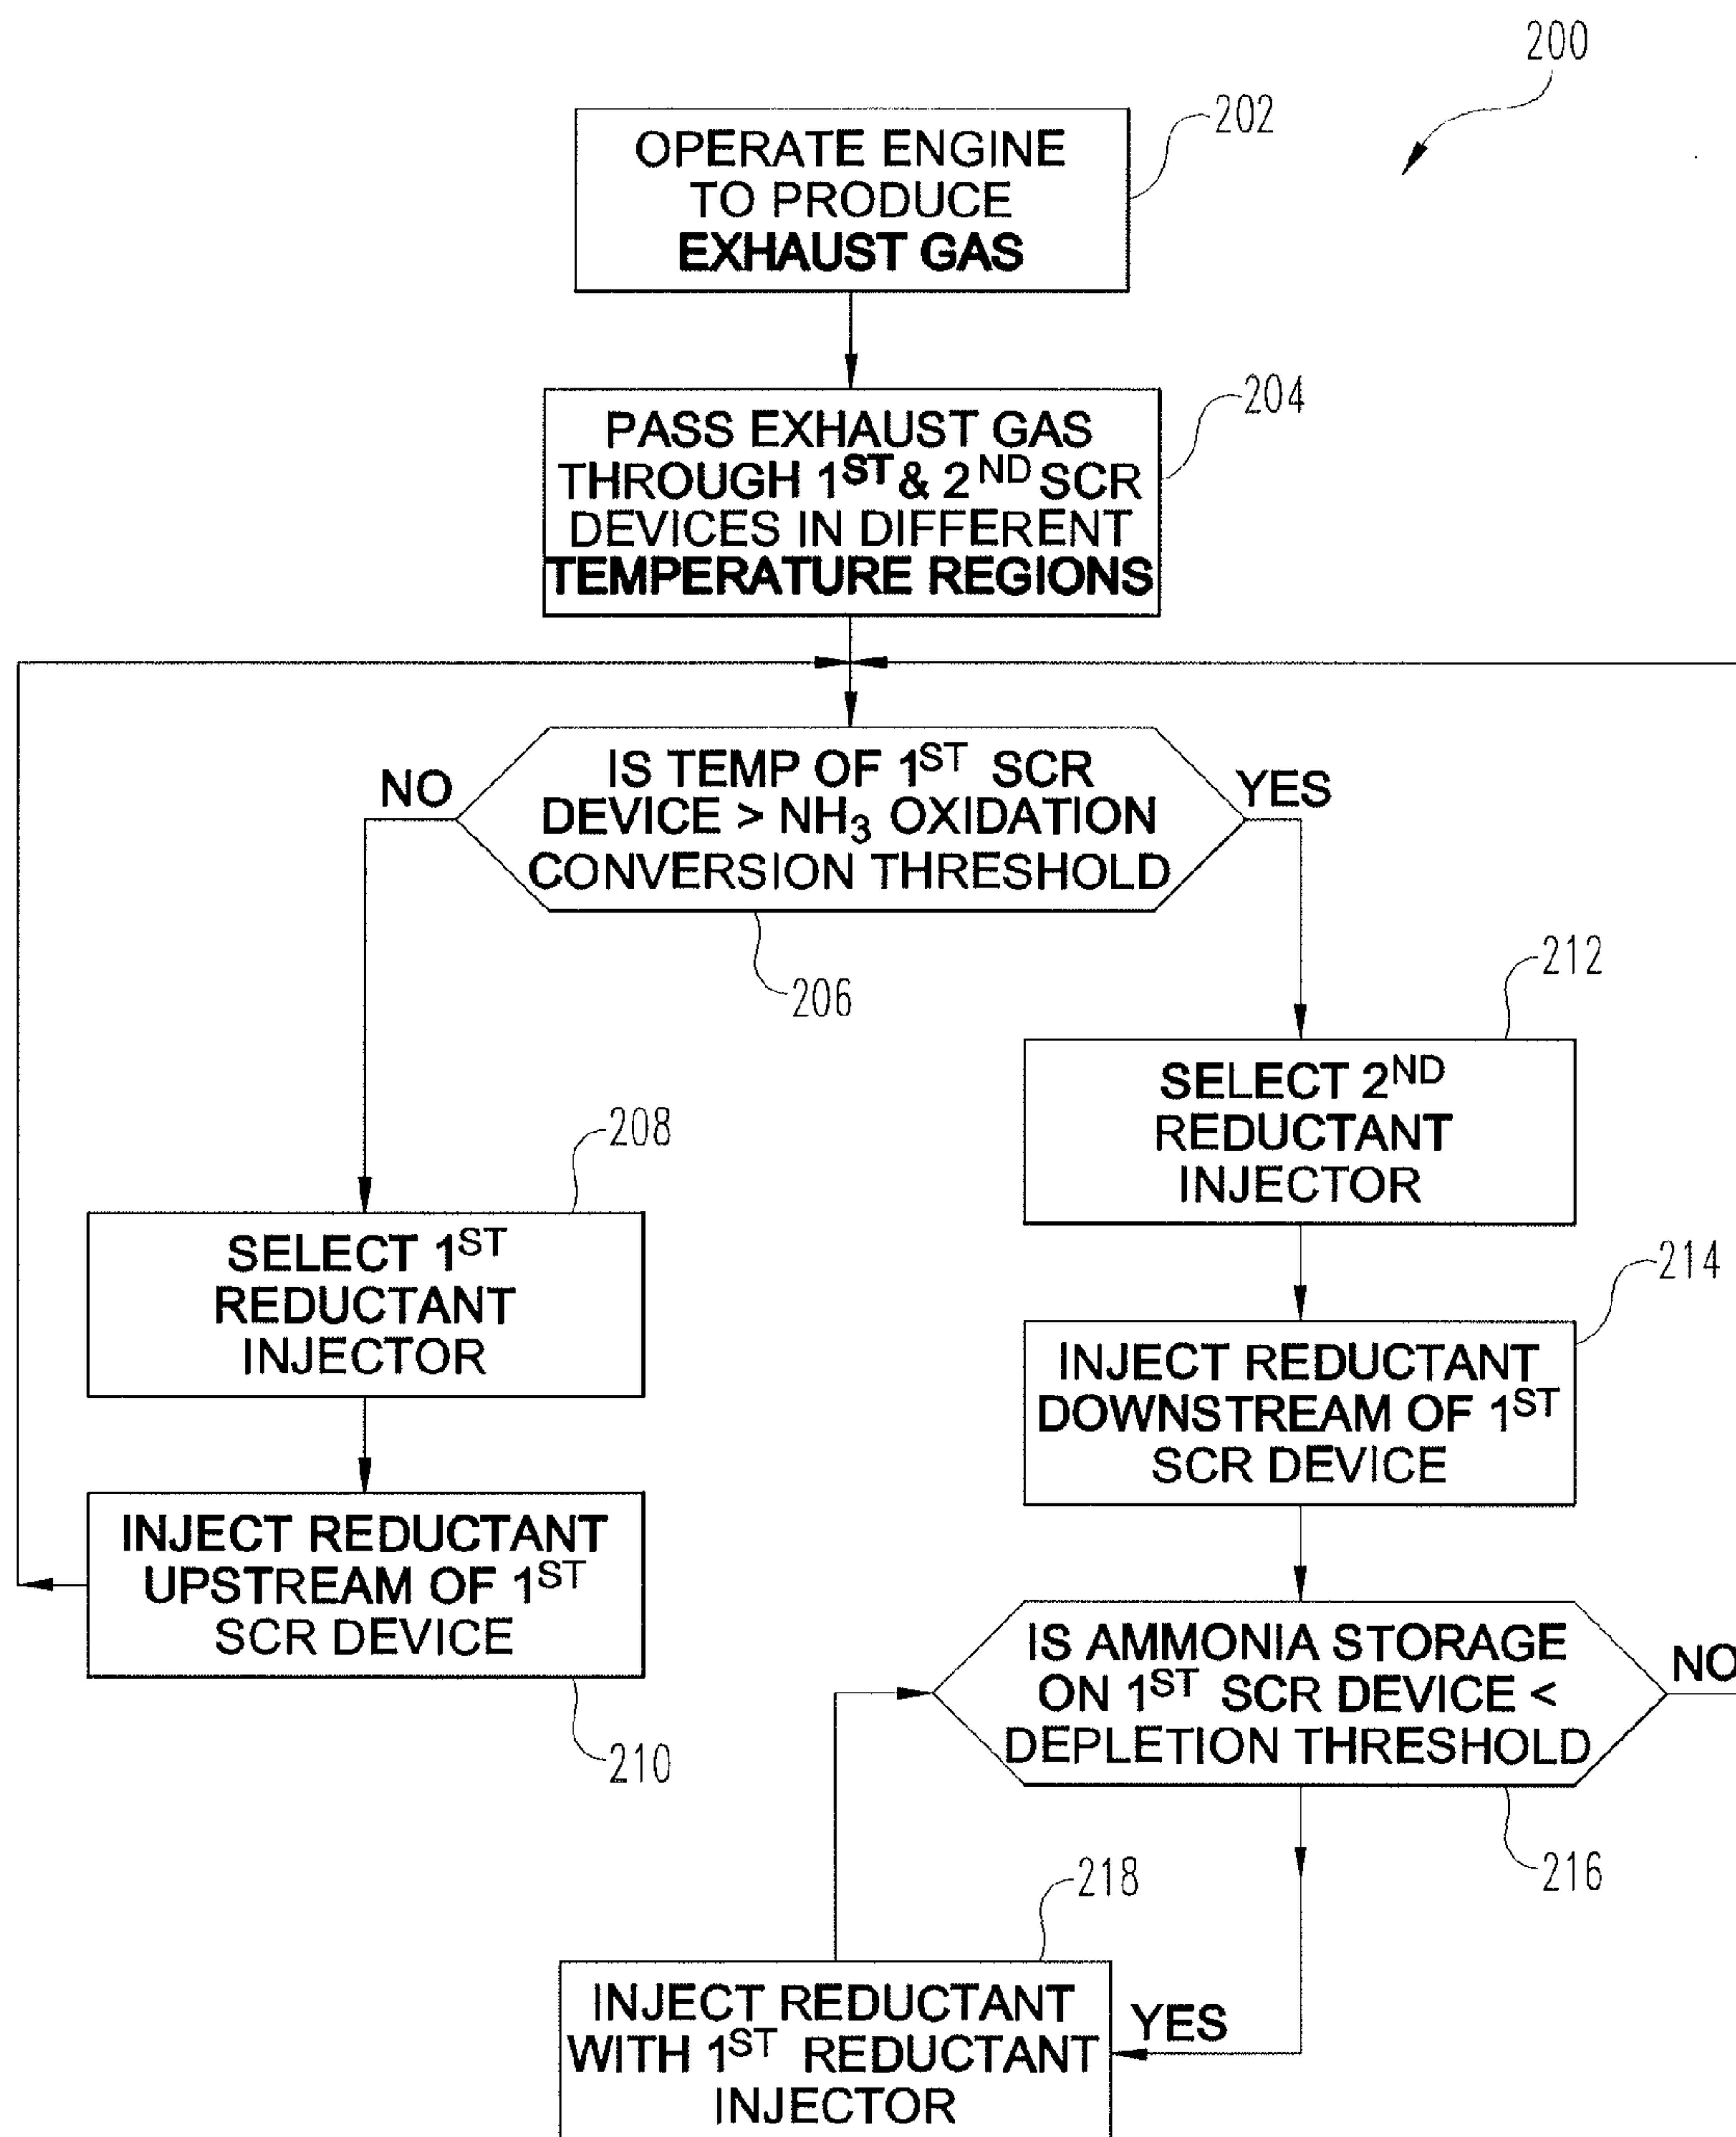 200
202
OPERATE ENGINE
TO PRODUCE
EXHAUST GAS
204
PASS EXHAUST GAS
THROUGH 1ST & 2ND SCR
DEVICES IN DIFFERENT
TEMPERATURE REGIONS
NO
IS TEMP OF 1ST SCR
DEVICE > NH3 OXIDATION
CONVERSION THRESHOLD
YES
206
212
SELECT 2ND
REDUCTANT
INJECTOR
208
SELECT 1ST
REDUCTANT
INJECTOR
214
INJECT REDUCTANT
DOWNSTREAM OF 1ST
SCR DEVICE
INJECT REDUCTANT
UPSTREAM OF 1ST
SCR DEVICE
210
IS AMMONIA STORAGE
ON 1ST SCR DEVICE <
DEPLETION THRESHOLD
NO
216
218
INJECT REDUCTANT
WITH 1ST REDUCTANT
INJECTOR
YES